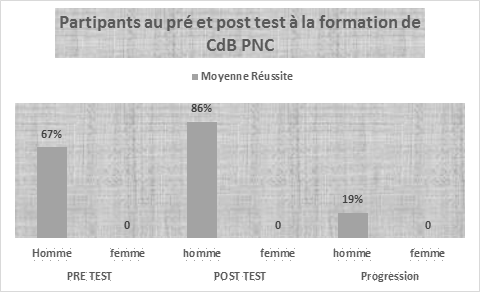 Partipants au pré et post test à la formation de
CdB PNC
Moyenne Réussite
67%
0
86%
0
19%
0
Homme femme homme femme homme femme
PRE TEST POST TEST Progression